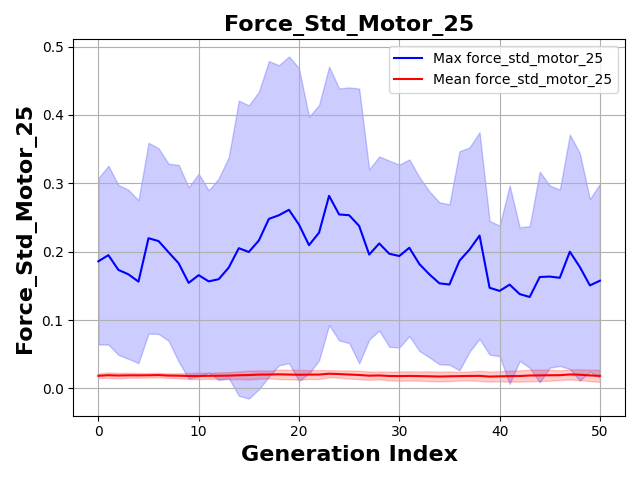 Force_Std_Motor_25
Max force_std_motor_25
Mean force_std_motor_25
Force_Std_Motor_25
0.5
0.4
0.3
0.2
0.1
0.0
0 10 20 30 40 50
Generation Index